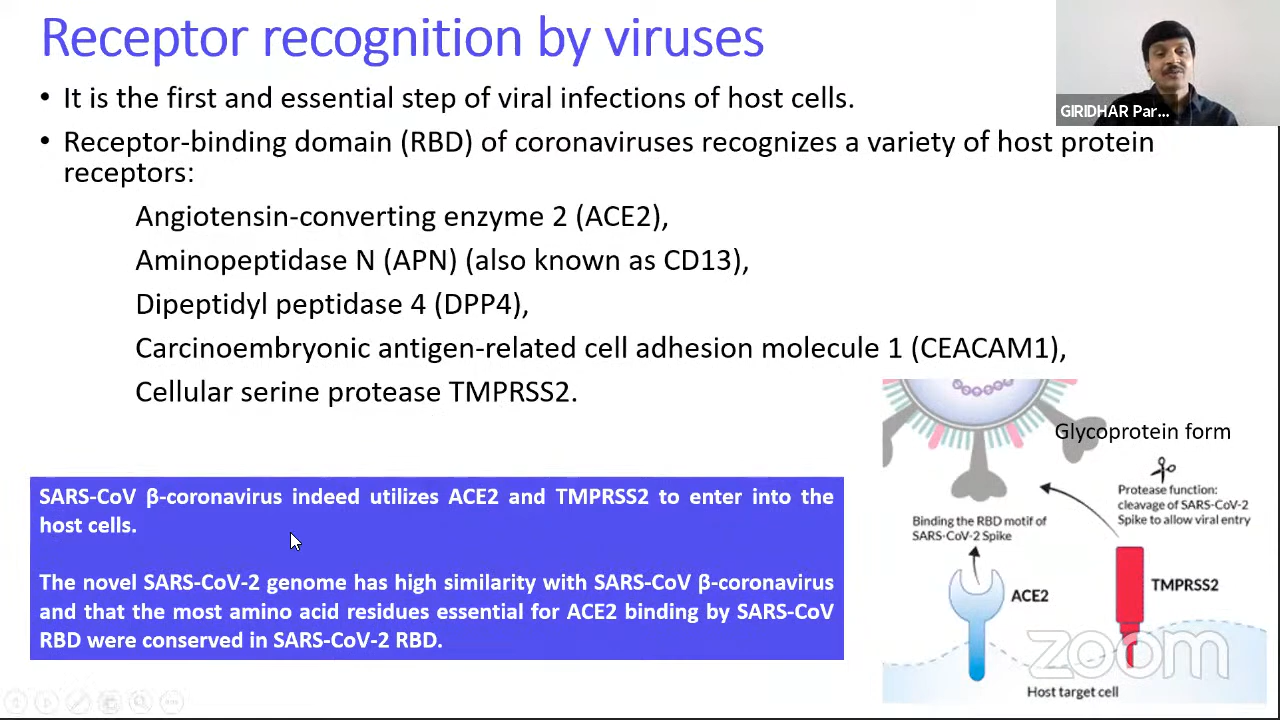 Receptor recognition by viruses
GIRIDHAR Par...
• It is the first and essential step of viral infections of host cells.
• Receptor-binding domain (RBD) of coronaviruses recognizes a variety of host protein
receptors:
Angiotensin-converting enzyme 2 (ACE2),
Aminopeptidase N (APN) (also known as CD13),
Dipeptidyl peptidase 4 (DPP4),
Carcinoembryonic antigen-related cell adhesion molecule 1 (CEACAM1),
Cellular serine protease TMPRSS2.
SARS-CoV β-coronavirus indeed utilizes ACE2 and TMPRSS2 to enter into the
host cells.
The novel SARS-CoV-2 genome has high similarity with SARS-CoV β-coronavirus
and that the most amino acid residues essential for ACE2 binding by SARS-CoV
RBD were conserved in SARS-CoV-2 RBD.
Glycoprotein form
Protease function:
cleavage of SARS-CoV-2
Spike to allow viral entry
Binding the RBD motif of
SARS-CoV-2 Spike
ACE2
TMPRSS2
zoom
Host target cell